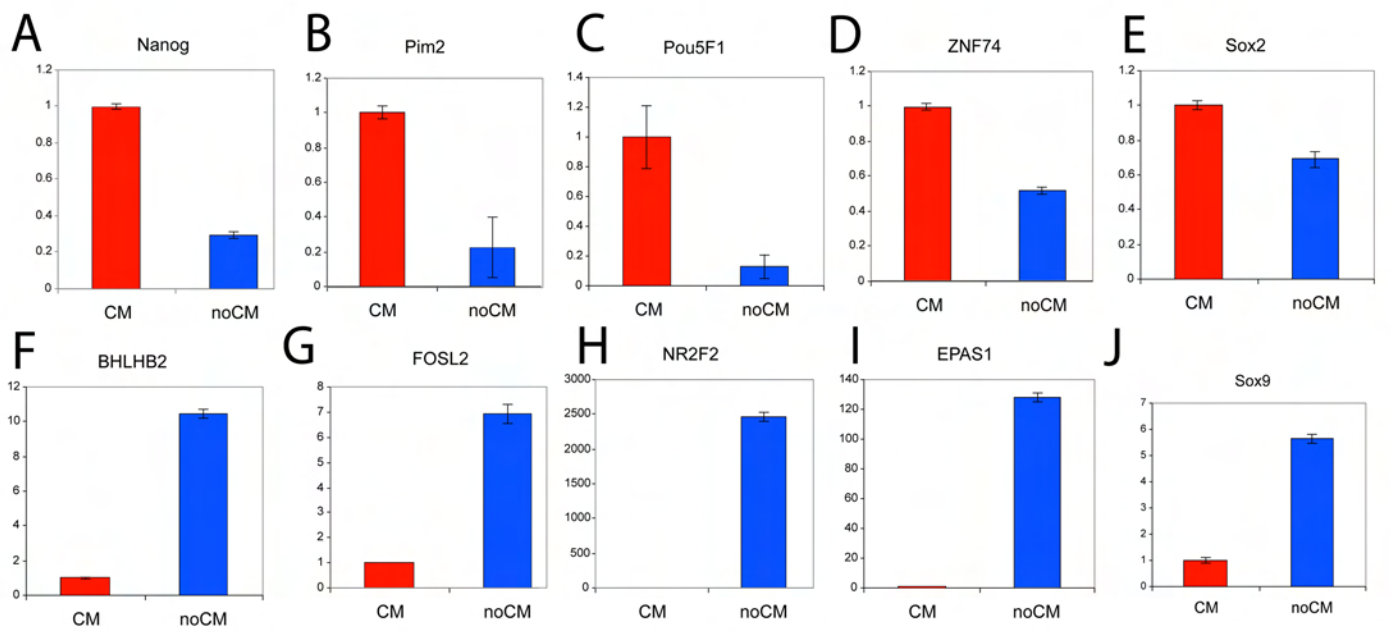 A
Nanog
1.2
1
0.8
0.6
0.4
0.2
0
CM
noCM
B
Pim2
1.2
1
0.8
0.6
0.4
0.2
0
CM
noCM
C
Pou5F1
1.4
1.2
1
0.8
0.6
0.4
0.2
0
CM
noCM
D
ZNF74
1.2
1
0.8
0.6
0.4
0.2
0
CM
noCM
E
Sox2
1.2
1
0.8
0.6
0.4
0.2
0
CM
noCM
F
BHLHB2
12
10
8
6
4
2
0
CM
noCM
G
FOSL2
8
7
6
5
4
3
2
1
0
CM
noCM
H
NR2F2
3000
2500
2000
1500
1000
500
0
CM
noCM
I
EPAS1
140
120
100
80
60
40
20
0
CM
noCM
J
Sox9
7
6
5
4
3
2
1
0
CM
noCM